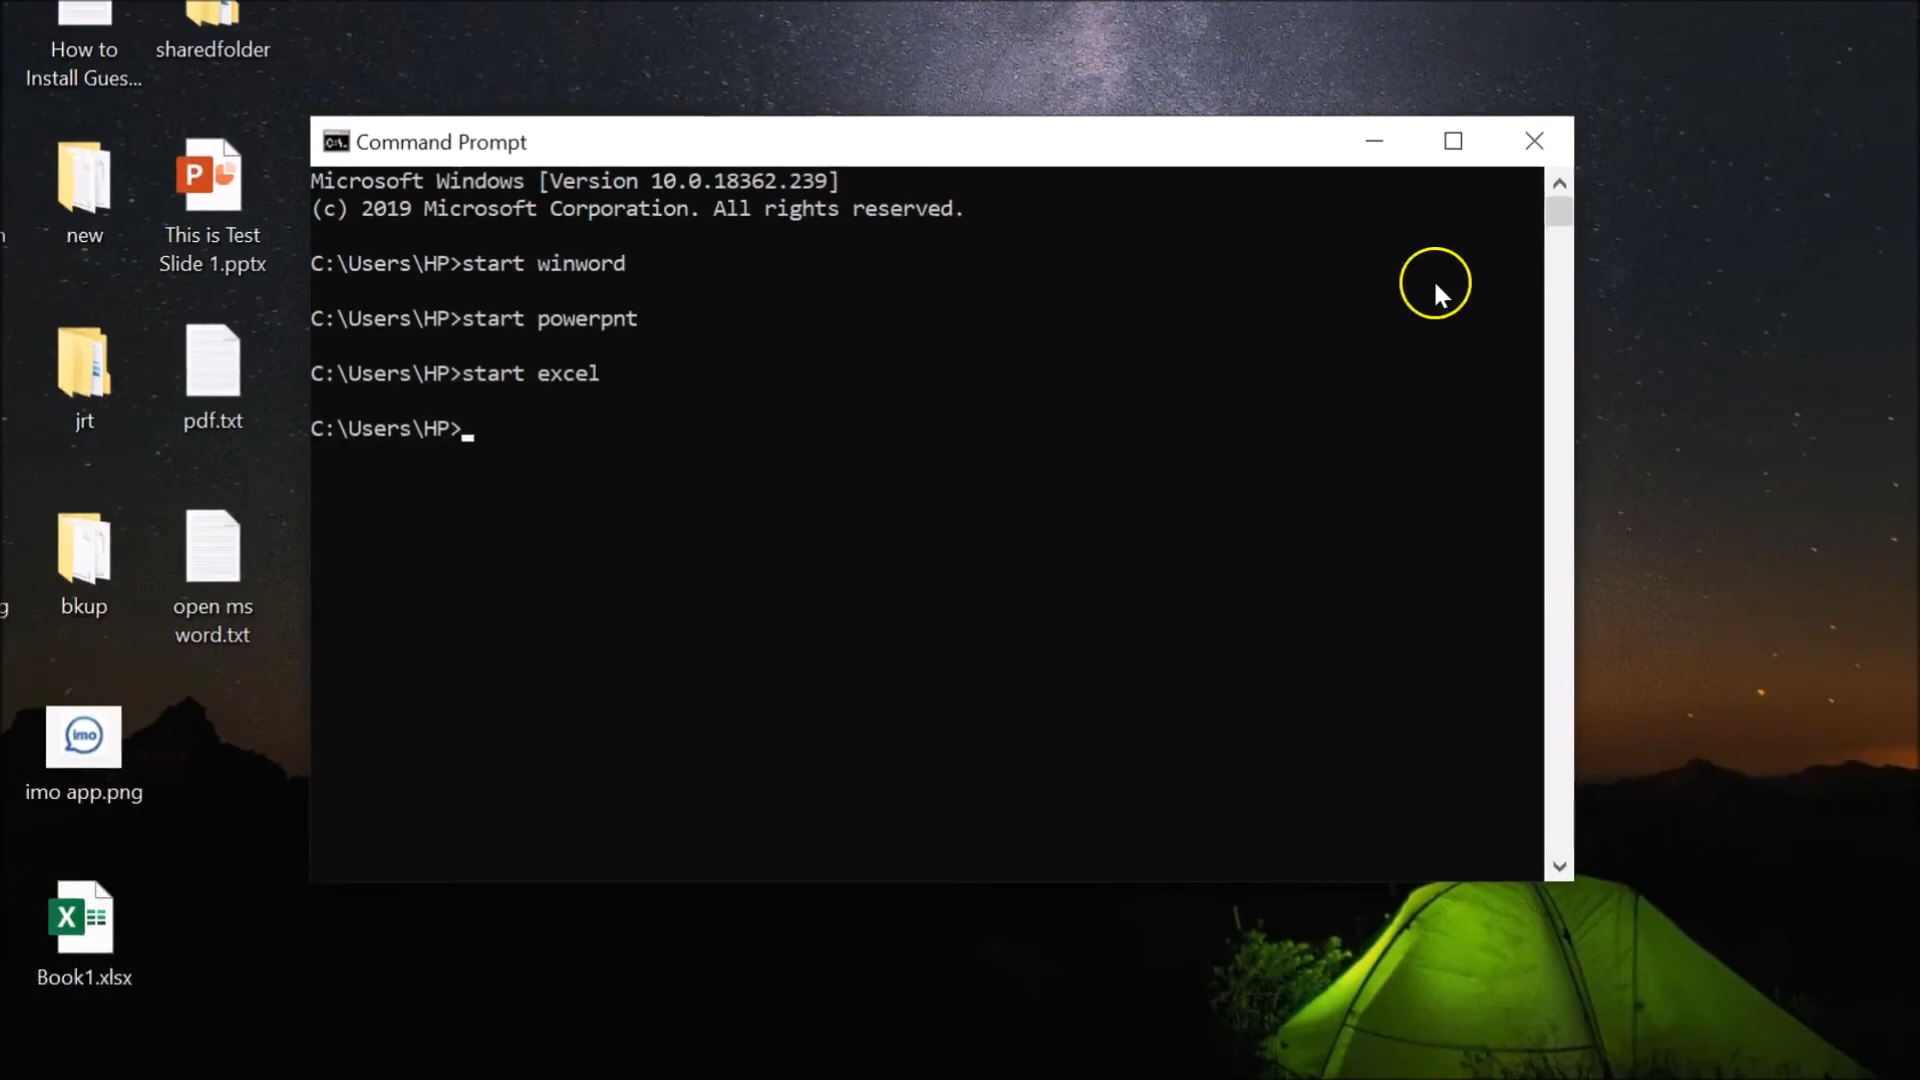 How to
Install Gues...
sharedfolder
Command Prompt
Microsoft Windows [Version 10.0.18362.239]
(c) 2019 Microsoft Corporation. All rights reserved.
C:\Users\HP>start winword
C:\Users\HP>start powerpnt
C:\Users\HP>start excel
C:\Users\HP>
new
P
This is Test
Slide 1.pptx
jrt
pdf.txt
bkup
open ms
word.txt
imo
imo app.png
X
Book1.xlsx